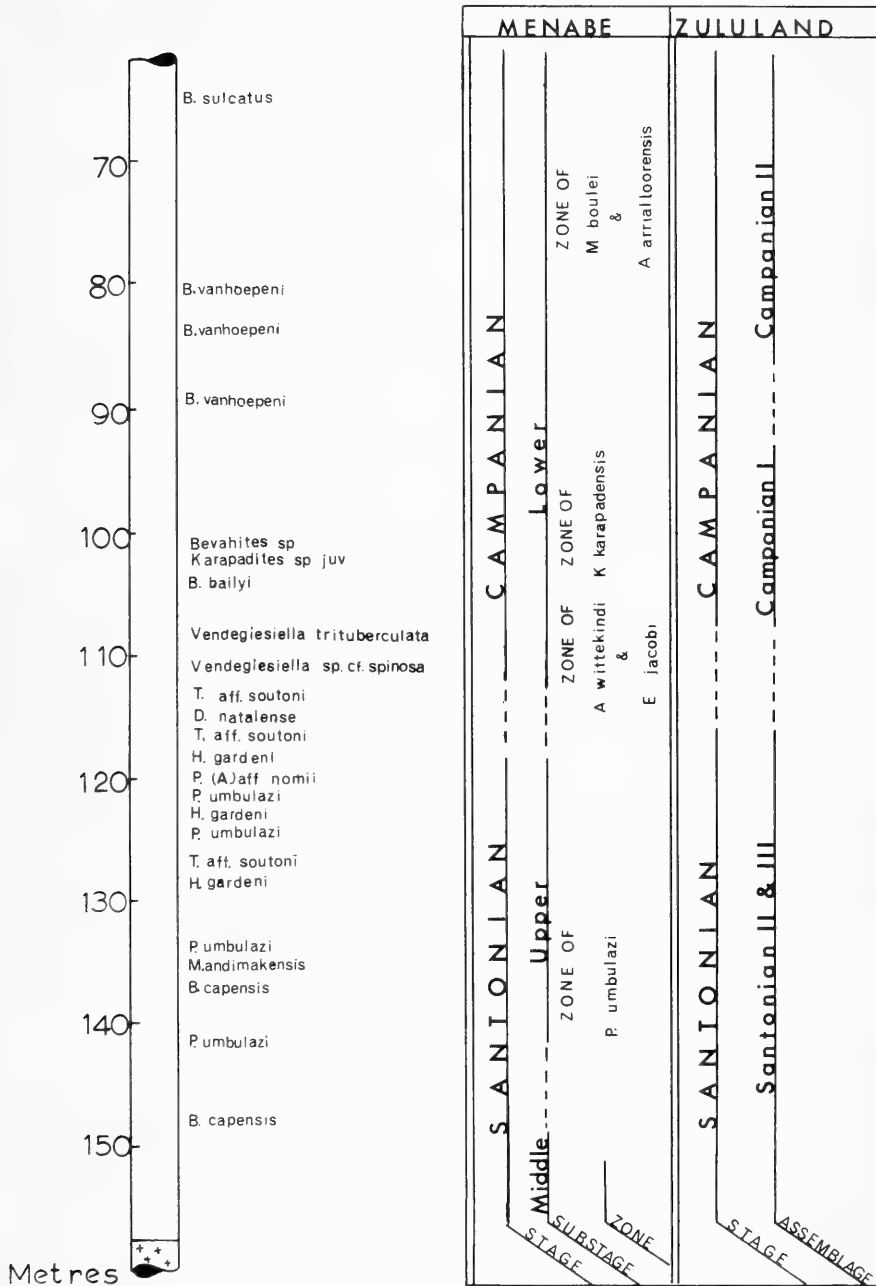 MENABE
ZULULAND
B. sulcatus
70
80
B. vanhoepeni
B. vanhoepeni
90
B. vanhoepeni
100
Bevahites sp
Karapadites sp juv
B. bailyi
Vendegiesiella trituberculata
110
Vendegiesiella sp. cf. spinosa
T. aff. soutoni
D. natalense
T. aff. soutoni
H. gardeni
120
P. (A) aff nomii
P. umbulazi
H. gardeni
P. umbulazi
T. aff. soutoni
H. gardeni
130
P. umbulazi
M. andimakensis
B. capensis
140
P. umbulazi
B. capensis
150
Metres
CAMPANIAN
SANTONIAN
Lower
Upper
Middle
ZONE OF
M boulei
&
A arrialloorensis
ZONE OF
K karapadensis
ZONE OF
A wittekindi
&
E jacobi
ZONE OF
P. umbulazi
CAMPANIAN
SANTONIAN
Campanian II
Campanian I
Santonian II & III
STAGE
SUBSTAGE
ZONE
STAGE
ASSEMBLAGE